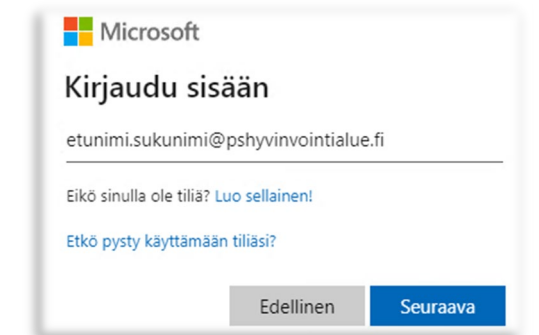 Microsoft
Kirjaudu sisään
etunimi.sukunimi@pshyvinvointialue.fi
Eikö sinulla ole tiliä? Luo sellainen!
Etkö pysty käyttämään tiliäsi?
Edellinen Seuraava